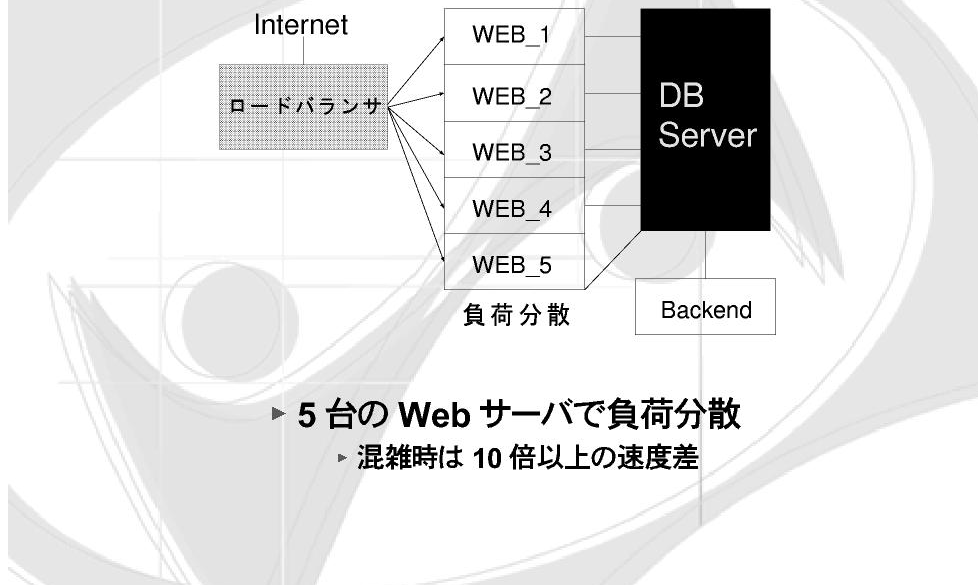 Internet
ロードバランサ
WEB_1
WEB_2
WEB_3
WEB_4
WEB_5
負荷分散
DB
Server
Backend
5 台の Web サーバで負荷分散
混雑時は 10 倍以上の速度差